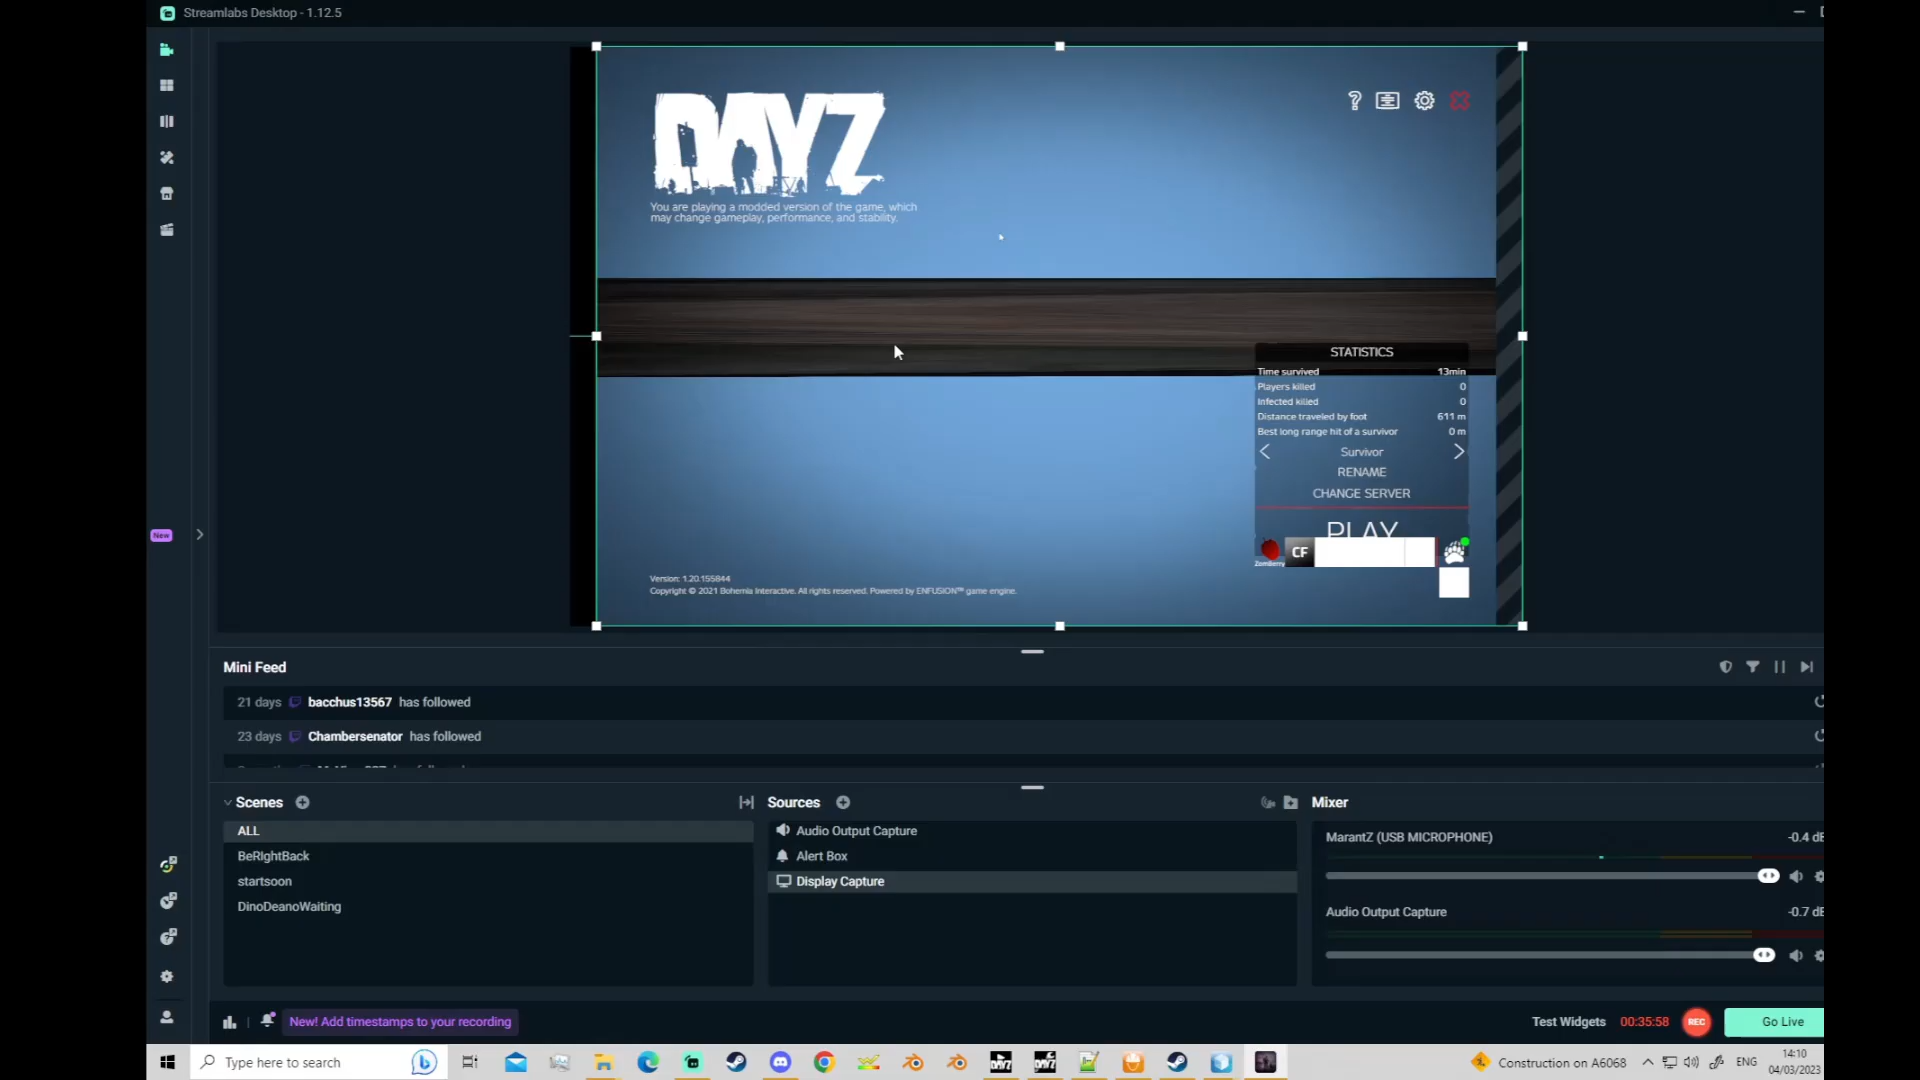 Streamlabs Desktop - 1.12.5
DAYZ
You are playing a modded version of the game, which
may change gameplay, performance, and stability.
STATISTICS
Time survived 13min
Players killed 0
Infected killed 0
Distance traveled by foot 611 m
Best long range hit of a survivor 0 m
Survivor
RENAME
CHANGE SERVER
PLAY
ZomBerry
CF
Version: 1.20.155844
Copyright © 2021 Bohemia Interactive. All rights reserved. Powered by ENFUSION™ game engine.
New
Mini Feed
21 days bacchus13567 has followed
23 days Chambersenator has followed
Scenes
ALL
BeRIghtBack
startsoon
DinoDeanoWaiting
Sources
Audio Output Capture
Alert Box
Display Capture
Mixer
MarantZ (USB MICROPHONE) -0.4 dB
Audio Output Capture -0.7 dB
New! Add timestamps to your recording
Test Widgets 00:35:58 REC Go Live
Type here to search
Construction on A6068 ENG
14:10
04/03/2023